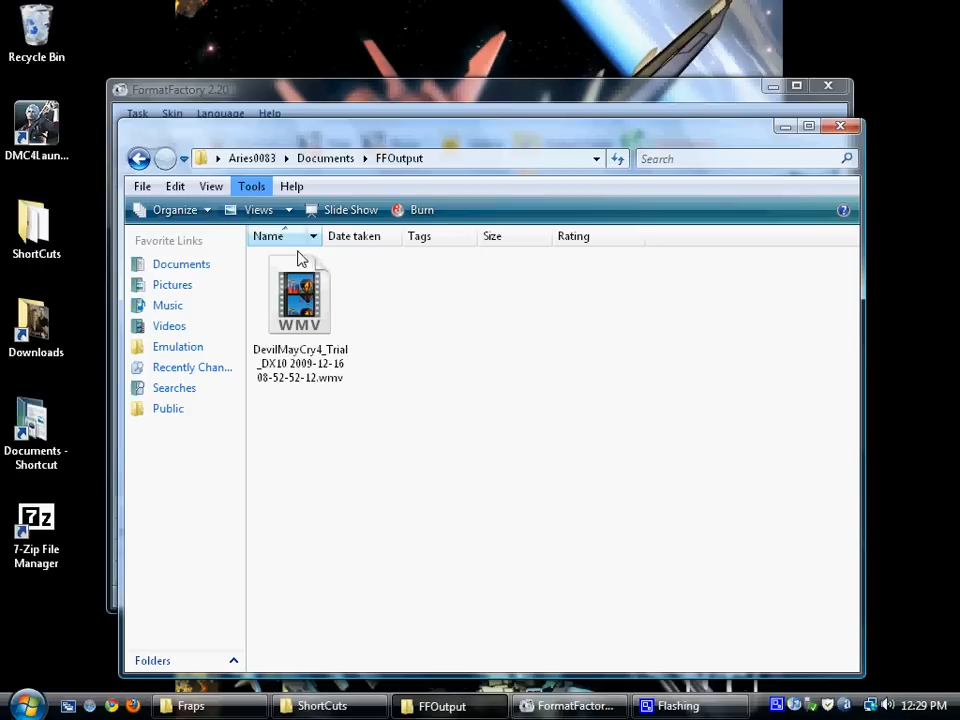 Recycle Bin
DMC4Laun...
ShortCuts
Downloads
Documents -
Shortcut
7z
7-Zip File
Manager
FormatFactory 2.20
Task Skin Language Help
Aries0083 Documents FFOutput
Search
File Edit View Tools Help
Organize Views Slide Show Burn
Favorite Links
Documents
Pictures
Music
Videos
Emulation
Recently Chan...
Searches
Public
Folders
Name Date taken Tags Size Rating
WMV
DevilMayCry4_Trial
_DX10 2009-12-16
08-52-52-12.wmv
Fraps ShortCuts FFOutput FormatFactor... Flashing 12:29 PM